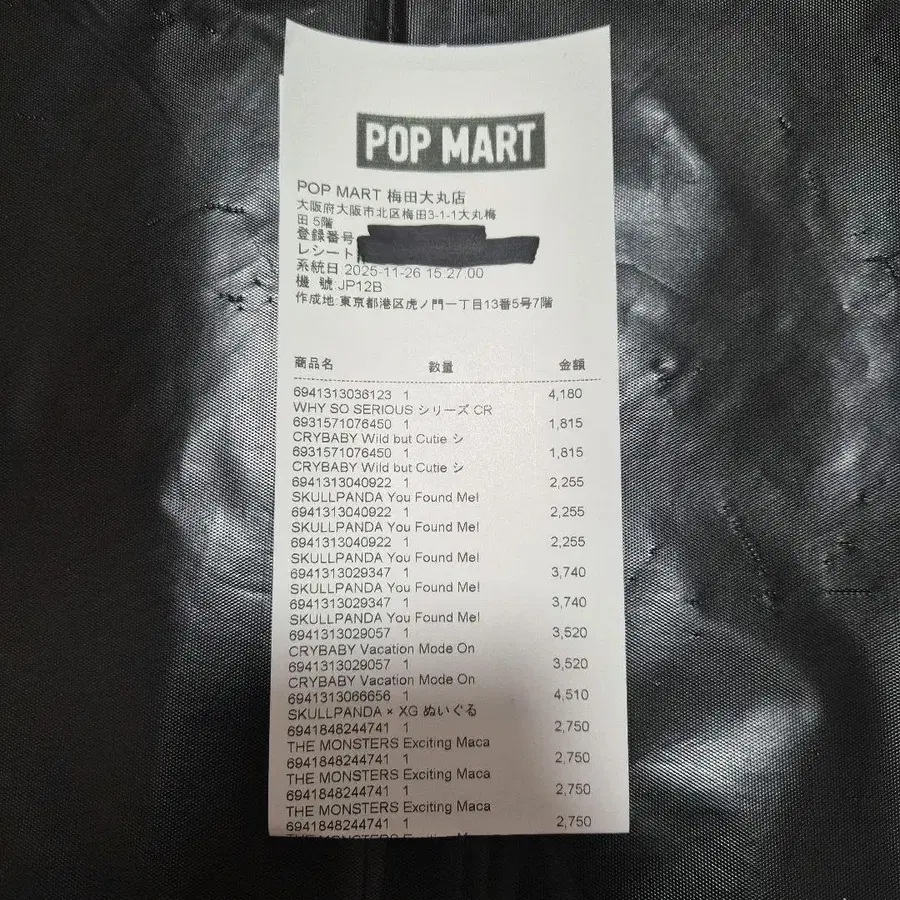 POP MART
POP MART 梅田大丸店
大阪府大阪市北区梅田3-1-1大丸梅
田 5階
登録番号
レシート
系統日:2025-11-26 15:27:00
機 號:JP12B
作成地:東京都港区虎ノ門一丁目13番5号7階
商品名 数量 金額
6941313036123 1 4,180
WHY SO SERIOUS シリーズ CR
6931571076450 1 1,815
CRYBABY Wild but Cutie シ
6931571076450 1 1,815
CRYBABY Wild but Cutie シ
6941313040922 1 2,255
SKULLPANDA You Found Me!
6941313040922 1 2,255
SKULLPANDA You Found Me!
6941313040922 1 2,255
SKULLPANDA You Found Me!
6941313029347 1 3,740
SKULLPANDA You Found Me!
6941313029347 1 3,740
SKULLPANDA You Found Me!
6941313029057 1 3,520
CRYBABY Vacation Mode On
6941313029057 1 3,520
CRYBABY Vacation Mode On
6941313066656 1 4,510
SKULLPANDA × XG ぬいぐる
6941848244741 1 2,750
THE MONSTERS Exciting Maca
6941848244741 1 2,750
THE MONSTERS Exciting Maca
6941848244741 1 2,750
THE MONSTERS Exciting Maca
6941848244741 1 2,750